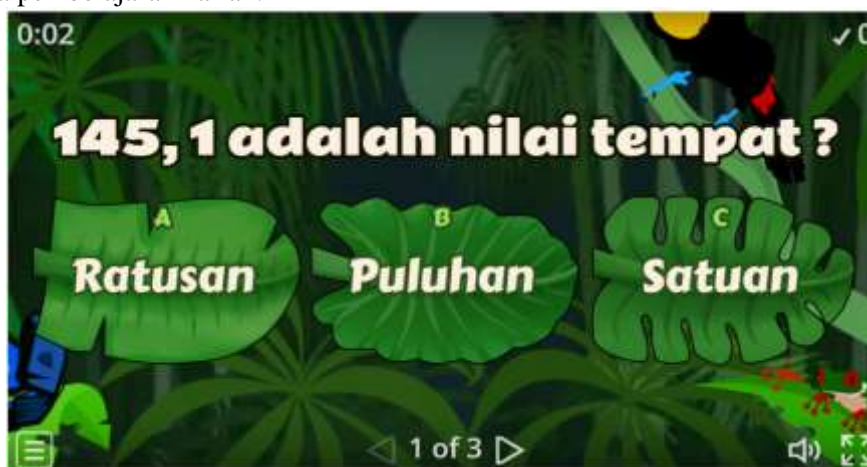 0:02
145, 1 adalah nilai tempat ?
A
Ratusan
B
Puluhan
C
Satuan
1 of 3